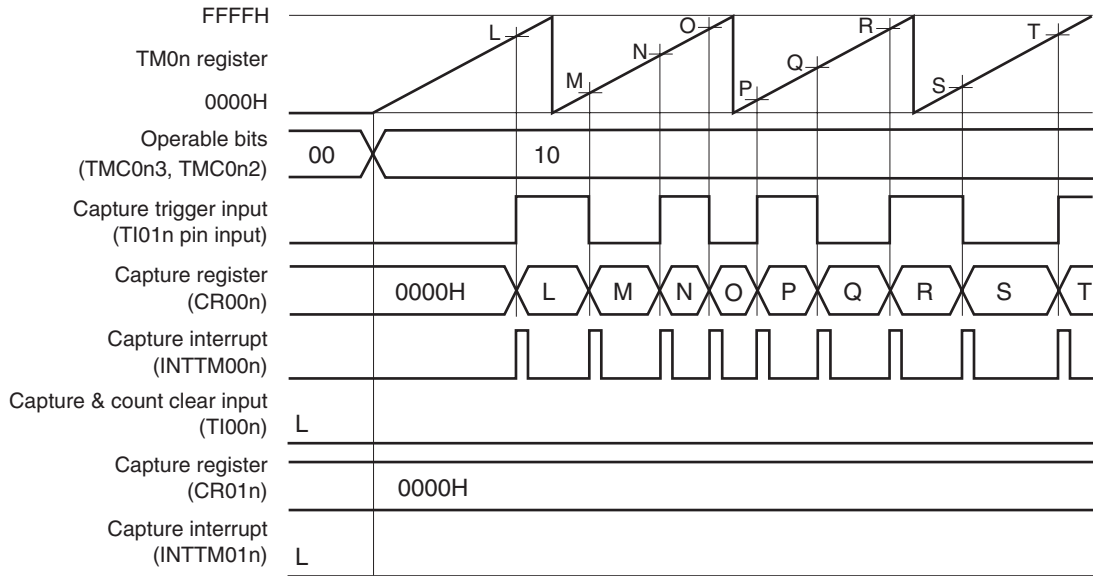 FFFFH
TM0n register
0000H
L
M
N
O
P
Q
R
S
T
Operable bits
(TMC0n3, TMC0n2)
00
10
Capture trigger input
(TI01n pin input)
Capture register
(CR00n)
0000H
L
M
N
O
P
Q
R
S
T
Capture interrupt
(INTTM00n)
Capture & count clear input
(TI00n)
L
Capture register
(CR01n)
0000H
Capture interrupt
(INTTM01n)
L